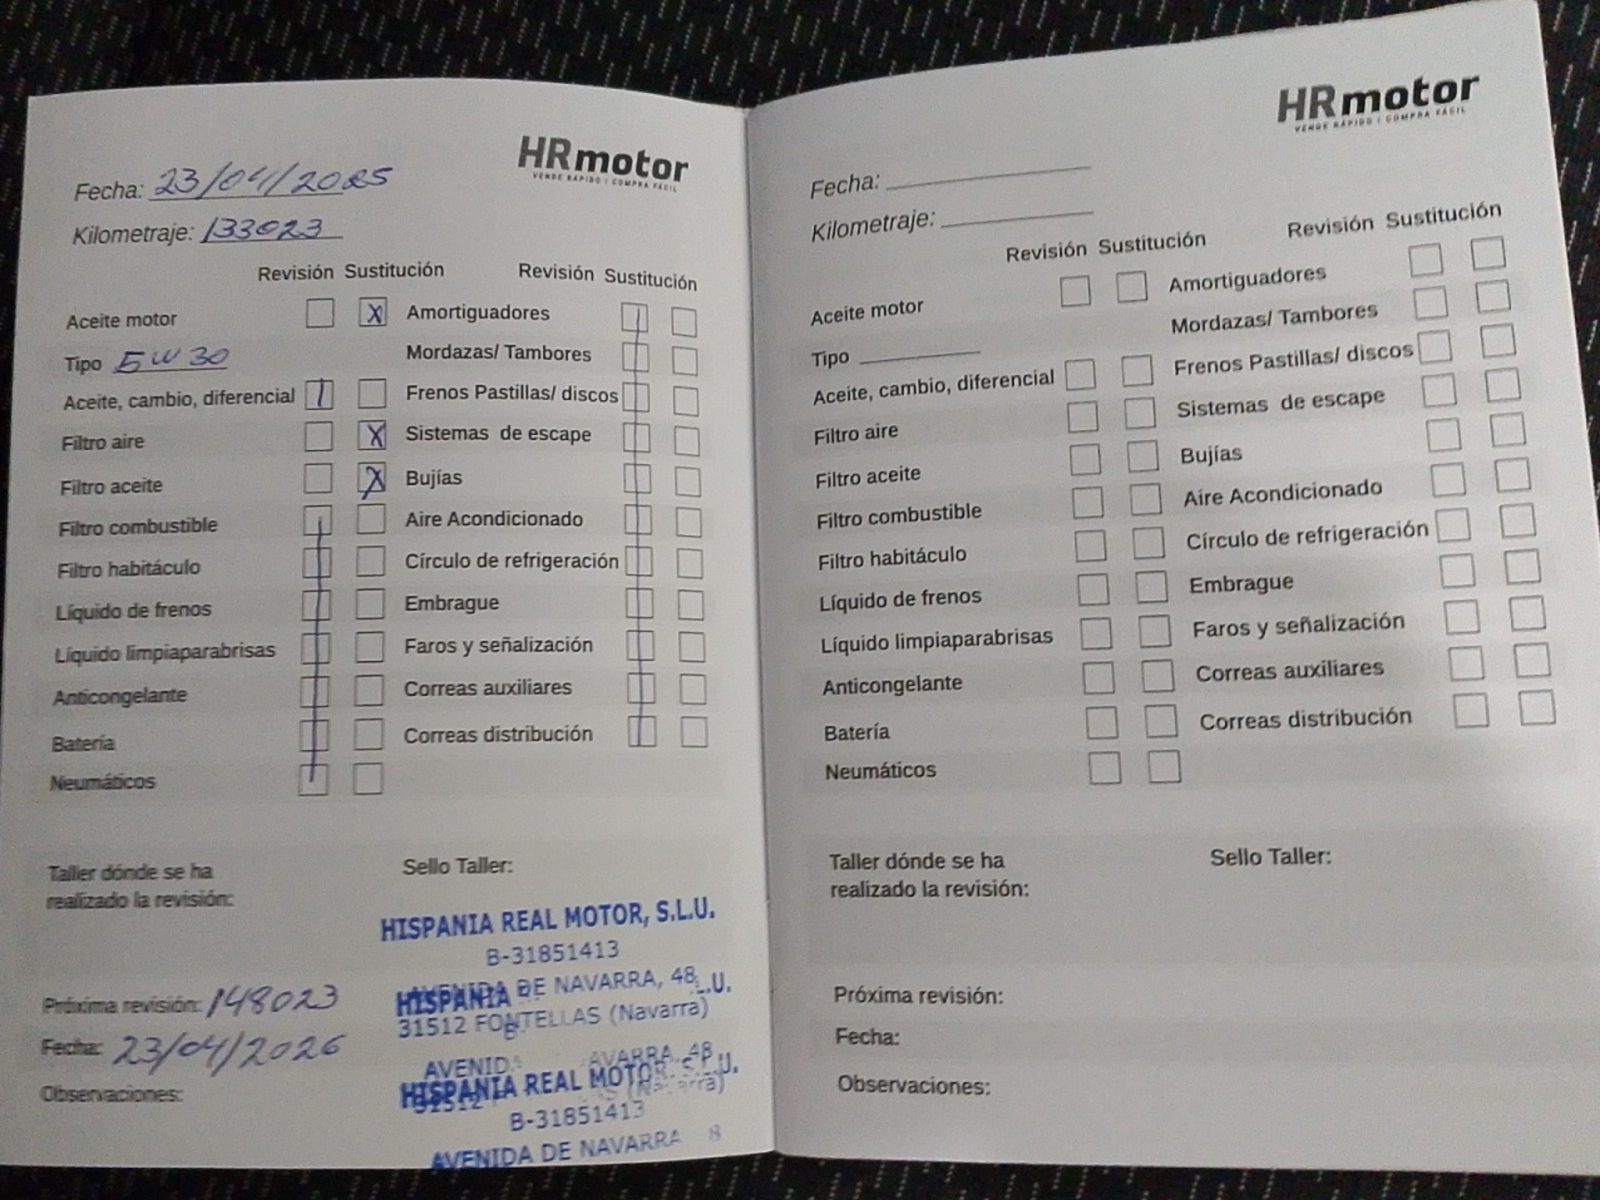 HRmotor
VENDE RÁPIDO | COMPRA FÁCIL
Fecha: 23/04/2025
Kilometraje: 133023
Revisión Sustitución Revisión Sustitución
Aceite motor X Amortiguadores
Tipo 5W30 Mordazas/ Tambores
Aceite, cambio, diferencial Frenos Pastillas/ discos
Filtro aire X Sistemas de escape
Filtro aceite X Bujías
Filtro combustible Aire Acondicionado
Filtro habitáculo Círculo de refrigeración
Líquido de frenos Embrague
Líquido limpiaparabrisas Faros y señalización
Anticongelante Correas auxiliares
Batería Correas distribución
Neumáticos
Taller dónde se ha
realizado la revisión:
Sello Taller:
HISPANIA REAL MOTOR, S.L.U.
B-31851413
AVENIDA DE NAVARRA, 48
HISPANIA L.U.
31512 FONTELLAS (Navarra)
AVENIDA NAVARRA, 48
HISPANIA REAL MOTOR, S.L.U.
31512 (Navarra)
B-31851413
AVENIDA DE NAVARRA 8
Próxima revisión: 148023
Fecha: 23/04/2026
Observaciones:
HRmotor
VENDE RÁPIDO | COMPRA FÁCIL
Fecha:
Kilometraje:
Revisión Sustitución Revisión Sustitución
Aceite motor Amortiguadores
Tipo Mordazas/ Tambores
Aceite, cambio, diferencial Frenos Pastillas/ discos
Filtro aire Sistemas de escape
Filtro aceite Bujías
Filtro combustible Aire Acondicionado
Filtro habitáculo Círculo de refrigeración
Líquido de frenos Embrague
Líquido limpiaparabrisas Faros y señalización
Anticongelante Correas auxiliares
Batería Correas distribución
Neumáticos
Taller dónde se ha
realizado la revisión:
Sello Taller:
Próxima revisión:
Fecha:
Observaciones: